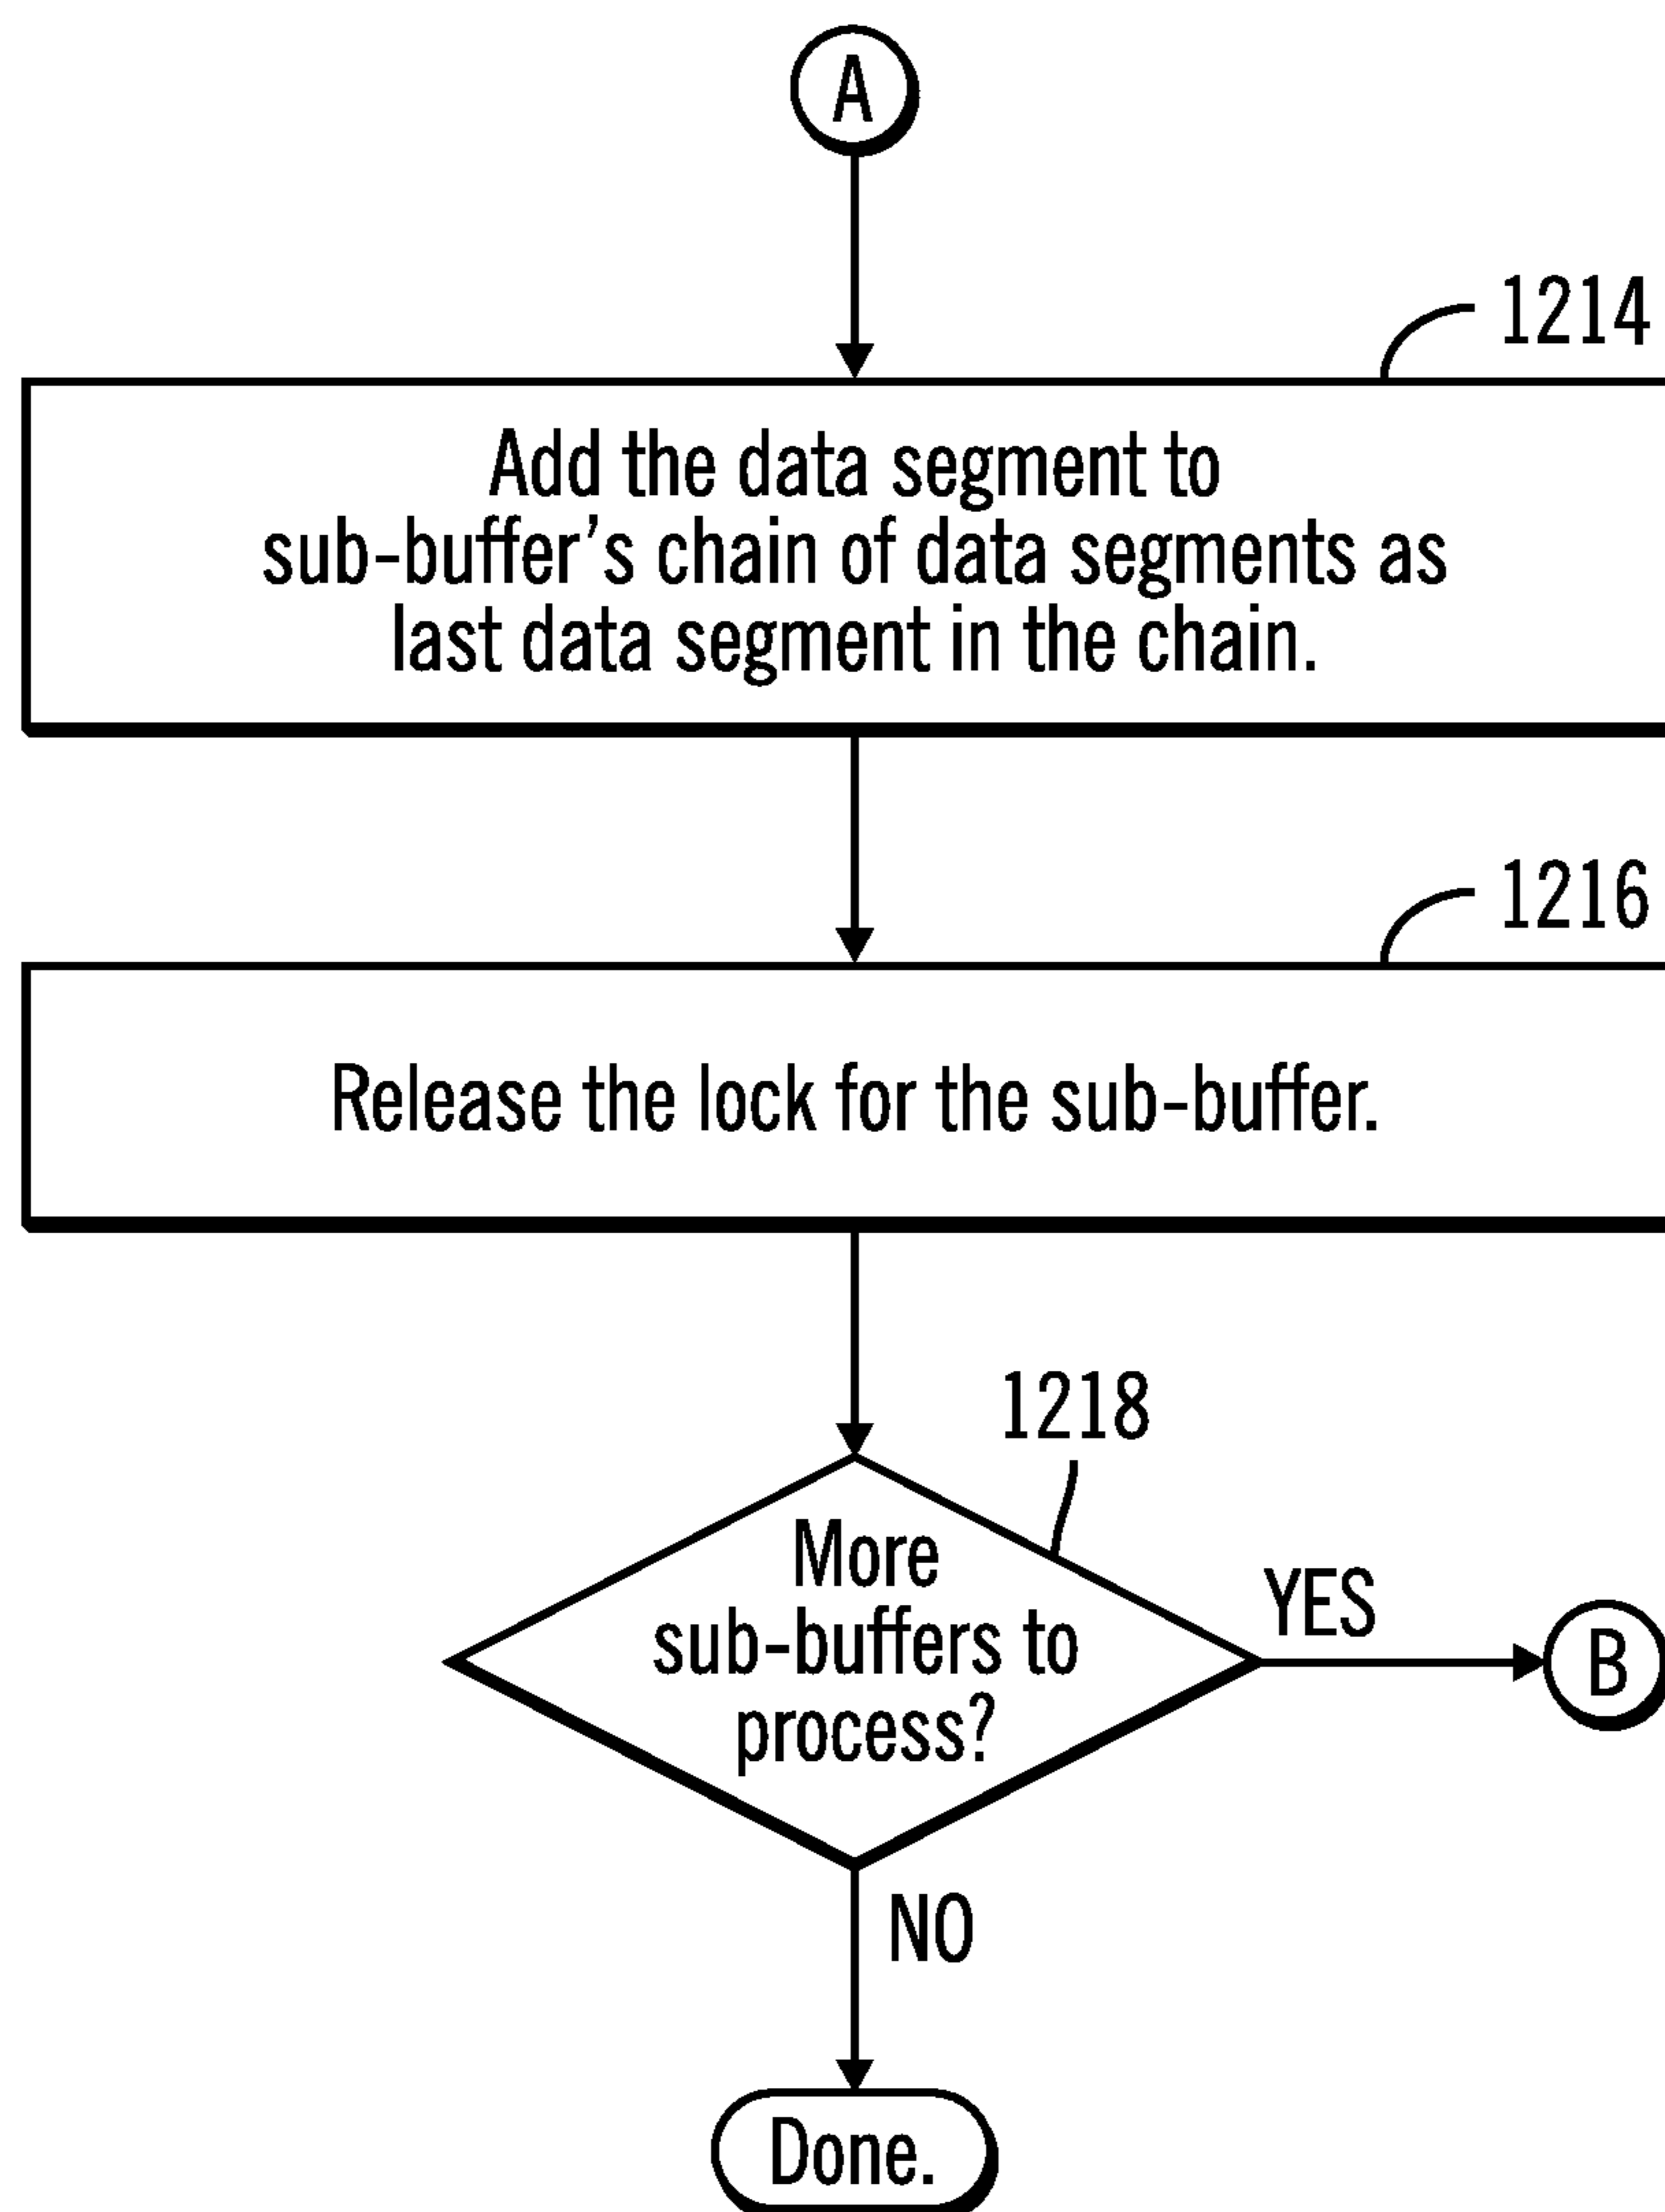 A
1214
Add the data segment to
sub-buffer's chain of data segments as
last data segment in the chain.
1216
Release the lock for the sub-buffer.
1218
More
sub-buffers to
process?
YES
B
NO
Done.